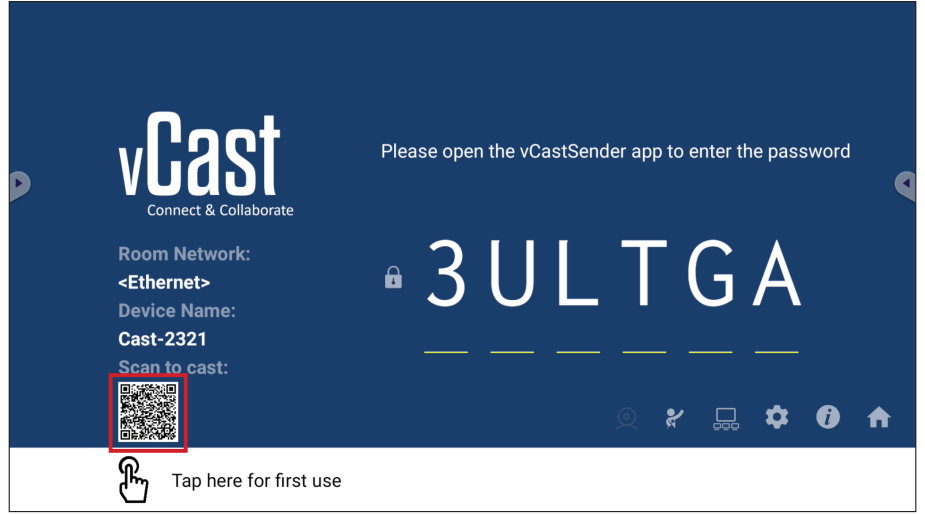 vCast
Connect & Collaborate
Please open the vCastSender app to enter the password
Room Network:
<Ethernet>
Device Name:
Cast-2321
Scan to cast:
3ULTGA
Tap here for first use